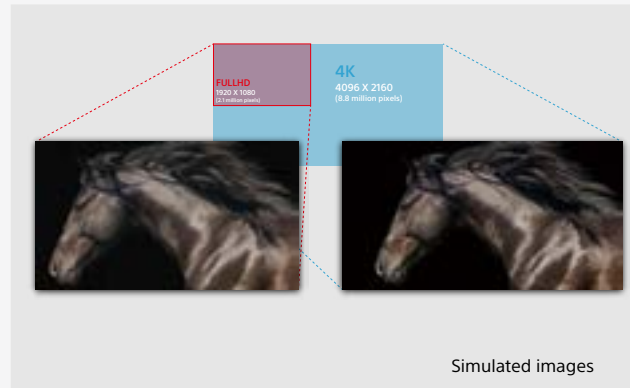 FULLHD
1920 X 1080
(2.1 million pixels)
4K
4096 X 2160
(8.8 million pixels)
Simulated images